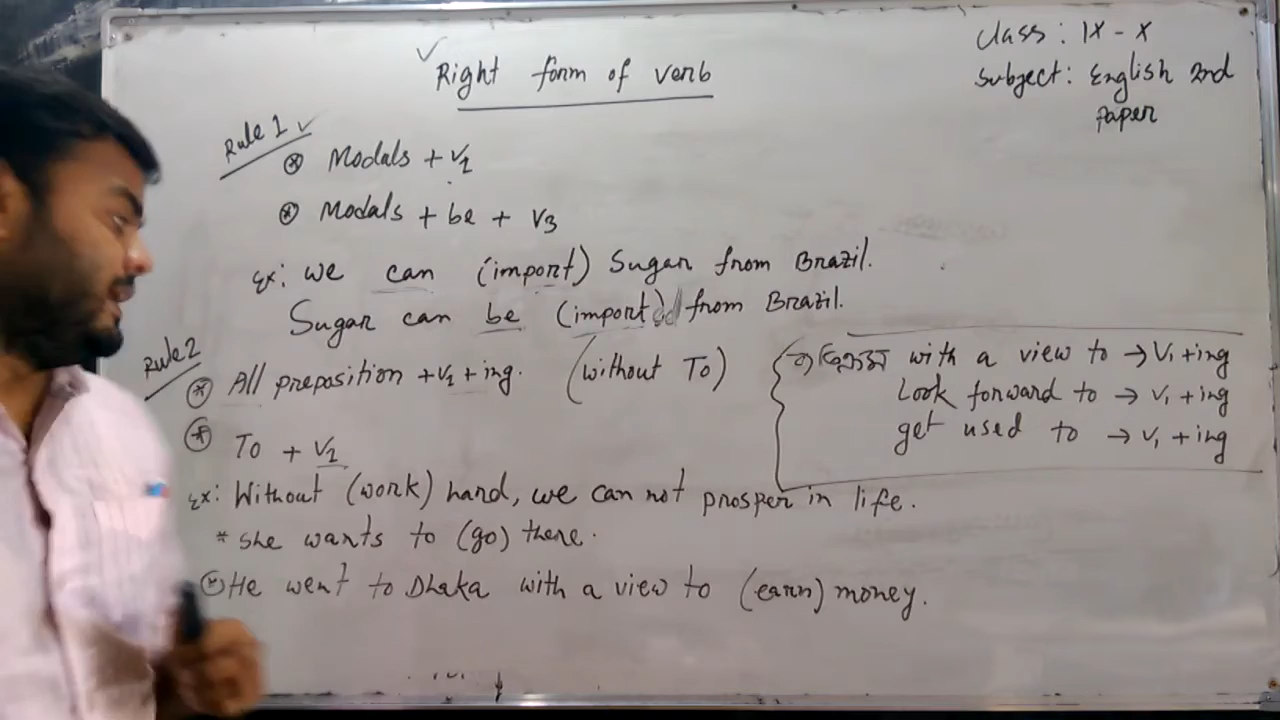 Right form of verb
Class: IX - X
Subject: English 2nd
Paper
Rule 1
Modals + V1
Modals + be + V3
Ex: We can (import) Sugar from Brazil.
Sugar can be (import)ed from Brazil.
Rule 2
All preposition + V1 + ing. (without To)
To + V1
with a view to → V1 + ing
Look forward to → V1 + ing
get used to → V1 + ing
Ex: Without (work) hard, we can not prosper in life.
* She wants to (go) there.
He went to Dhaka with a view to (earn) money.